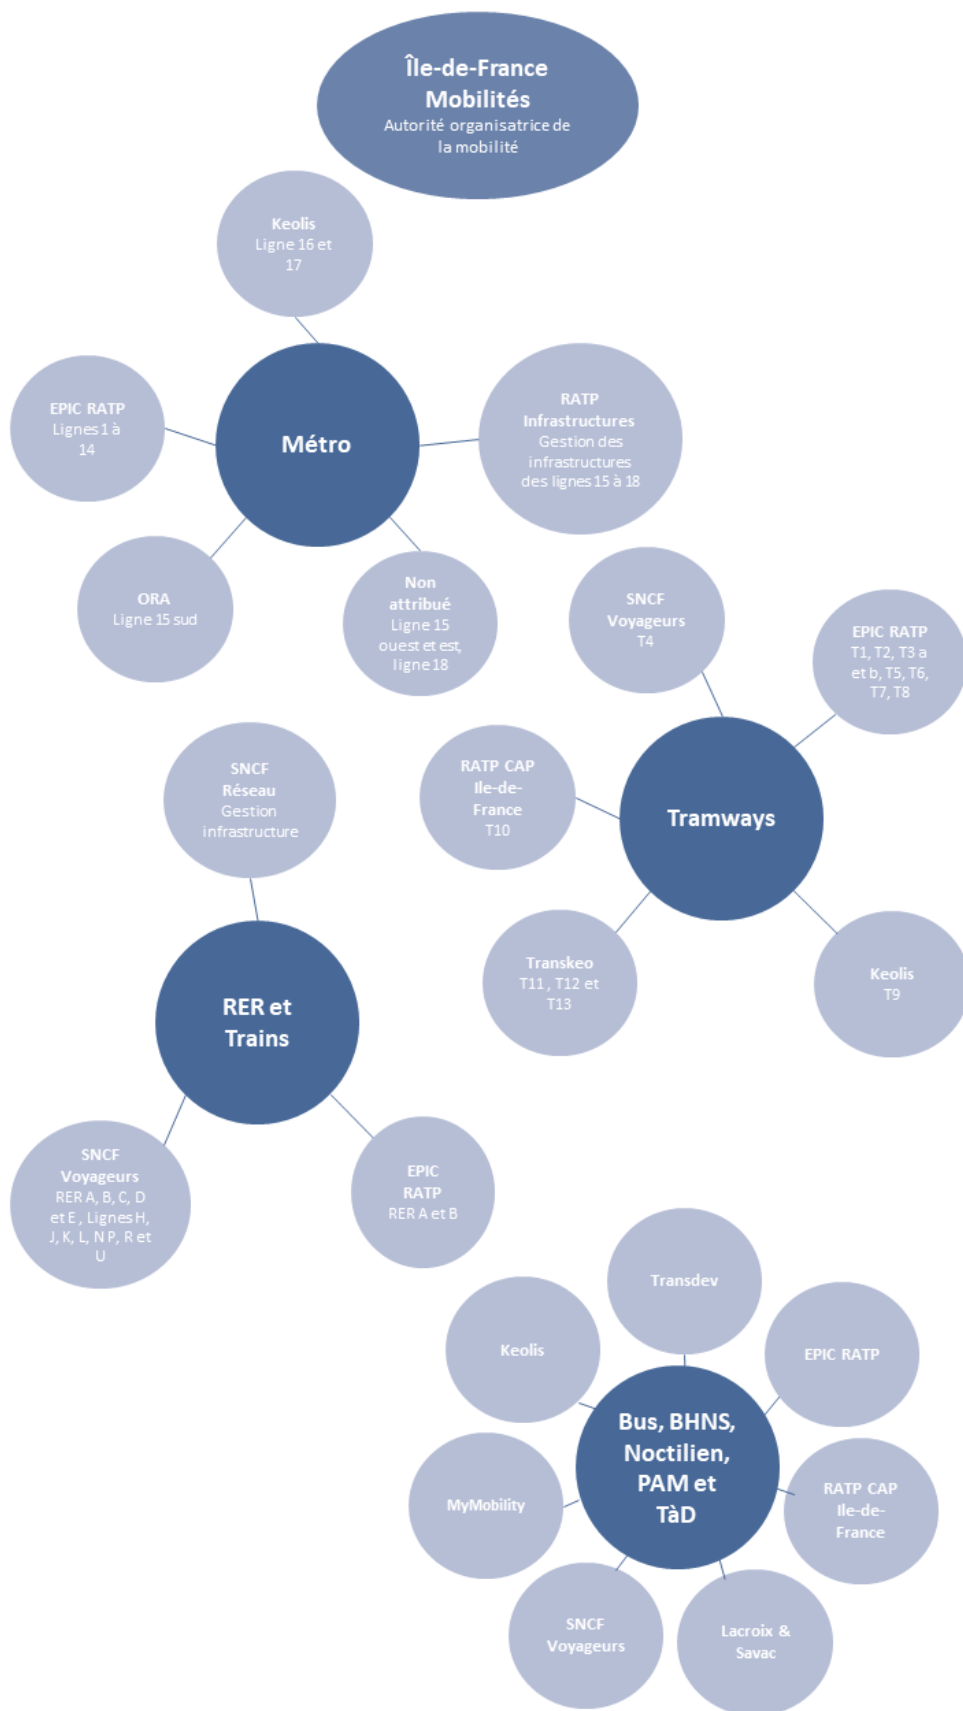 Île-de-France
Mobilités
Autorité organisatrice de
la mobilité
Keolis
Ligne 16 et
17
EPIC RATP
Lignes 1 à
14
Métro
RATP
Infrastructures
Gestion des
infrastructures
des lignes 15 à 18
ORA
Ligne 15 sud
Non
attribué
Ligne 15
ouest et est,
ligne 18
SNCF
Voyageurs
T4
EPIC RATP
T1, T2, T3 a
et b, T5, T6,
T7, T8
RATP CAP
Ile-de-
France
T10
Tramways
Transkeo
T11 , T12 et
T13
Keolis
T9
SNCF
Réseau
Gestion
infrastructure
RER et
Trains
SNCF
Voyageurs
RER A, B, C, D
et E , Lignes H,
J, K, L, N P, R et
U
EPIC
RATP
RER A et B
Transdev
Keolis
EPIC RATP
Bus, BHNS,
Noctilien,
PAM et
TàD
MyMobility
RATP CAP
Ile-de-
France
SNCF
Voyageurs
Lacroix &
Savac